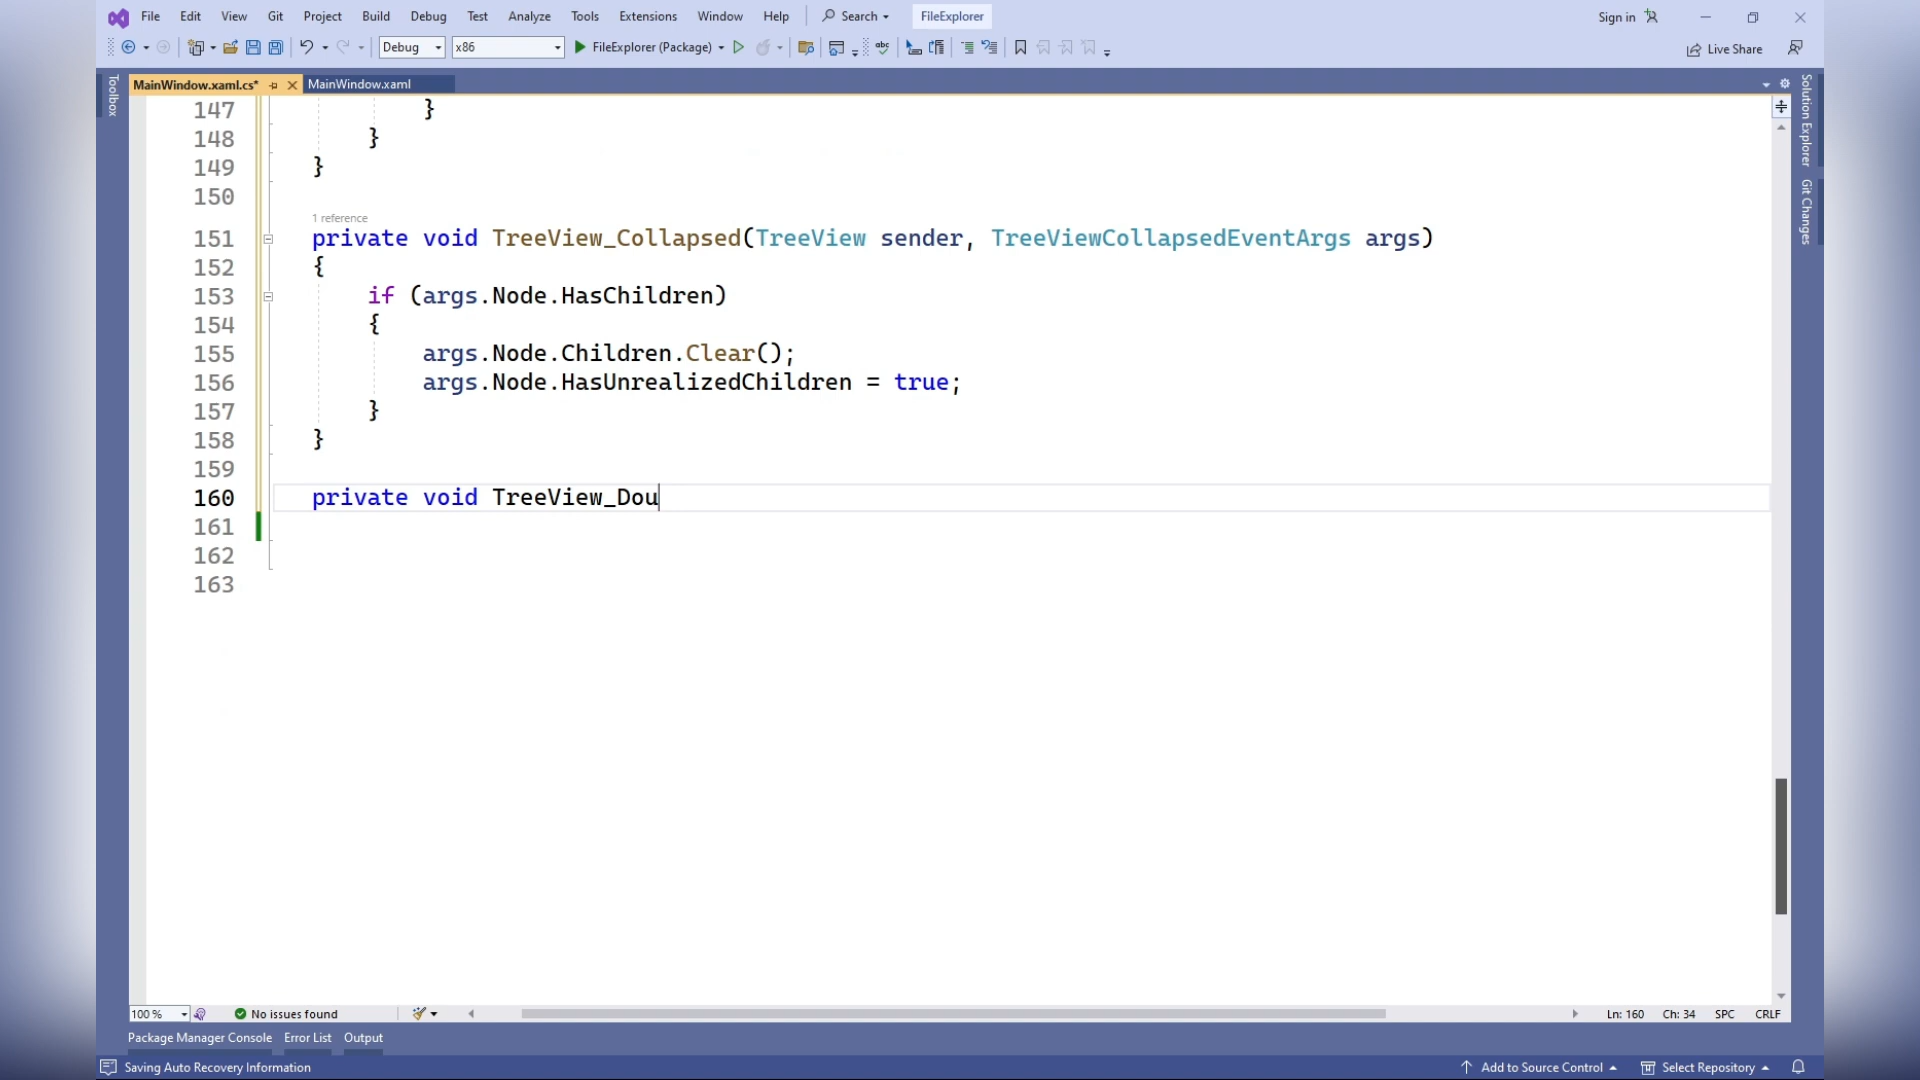 File Edit View Git Project Build Debug Test Analyze Tools Extensions Window Help Search FileExplorer Sign in
Debug x86 FileExplorer (Package) abc Live Share
MainWindow.xaml.cs* MainWindow.xaml
Toolbox
Solution Explorer
Git Changes
147 }
148 }
149 }
150
1 reference
151 private void TreeView_Collapsed(TreeView sender, TreeViewCollapsedEventArgs args)
152 {
153 if (args.Node.HasChildren)
154 {
155 args.Node.Children.Clear();
156 args.Node.HasUnrealizedChildren = true;
157 }
158 }
159
160 private void TreeView_Dou
161
162
163
100 % No issues found Ln: 160 Ch: 34 SPC CRLF
Package Manager Console Error List Output
Saving Auto Recovery Information Add to Source Control Select Repository